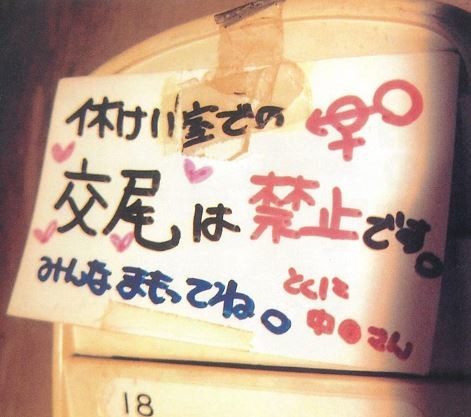 休けい室での
交尾は禁止です。
みんなまもってね。
とくに
中●さん
18